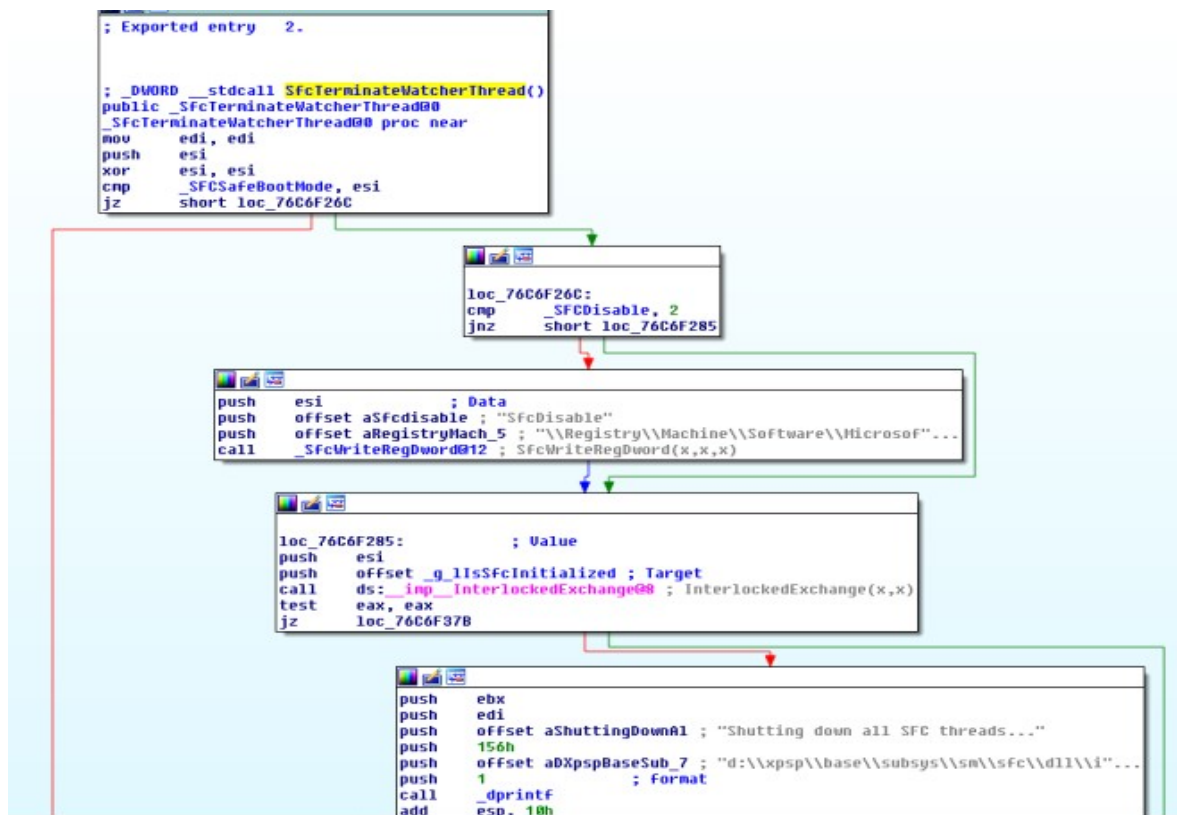 ; Exported entry   2.
; _DWORD __stdcall SfcTerminateWatcherThread()
public _SfcTerminateWatcherThread@0
_SfcTerminateWatcherThread@0 proc near
mov     edi, edi
push    esi
xor     esi, esi
cmp     _SFCSafeBootMode, esi
jz      short loc_76C6F26C
loc_76C6F26C:
cmp     _SFCDisable, 2
jnz     short loc_76C6F285
push    esi             ; Data
push    offset aSfcdisable ; "SfcDisable"
push    offset aRegistryMach_5 ; "\\Registry\\Machine\\Software\\Microsof"...
call    _SfcWriteRegDword@12 ; SfcWriteRegDword(x,x,x)
loc_76C6F285:           ; Value
push    esi
push    offset _g_lIsSfcInitialized ; Target
call    ds:__imp__InterlockedExchange@8 ; InterlockedExchange(x,x)
test    eax, eax
jz      loc_76C6F37B
push    ebx
push    edi
push    offset aShuttingDownAl ; "Shutting down all SFC threads..."
push    156h
push    offset aDXpspBaseSub_7 ; "d:\\xpsp\\base\\subsys\\sm\\sfc\\dll\\i"...
push    1               ; Format
call    _dprintf
add     esp, 10h